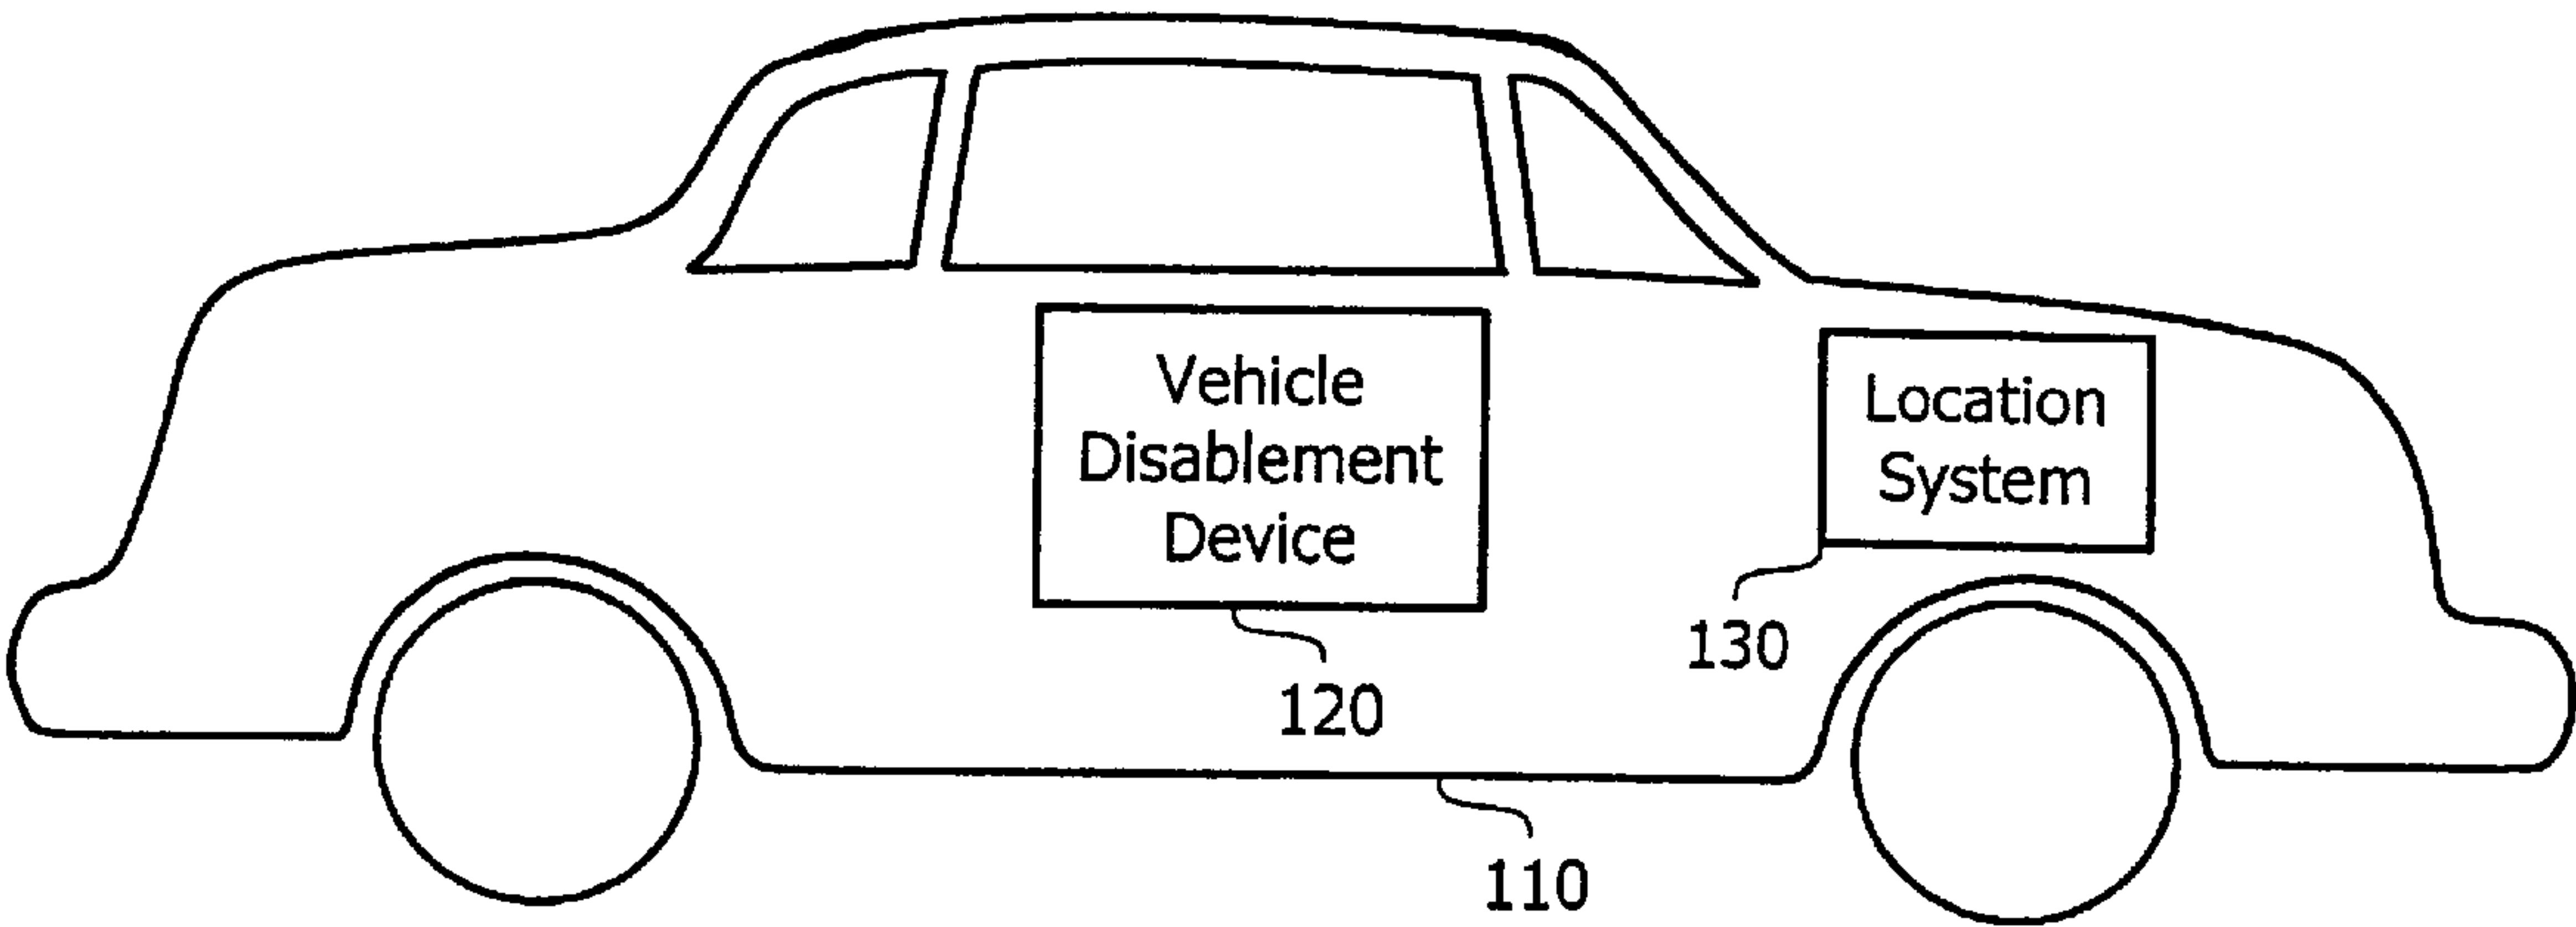 Vehicle
Disablement
Device
Location
System
130
120
110